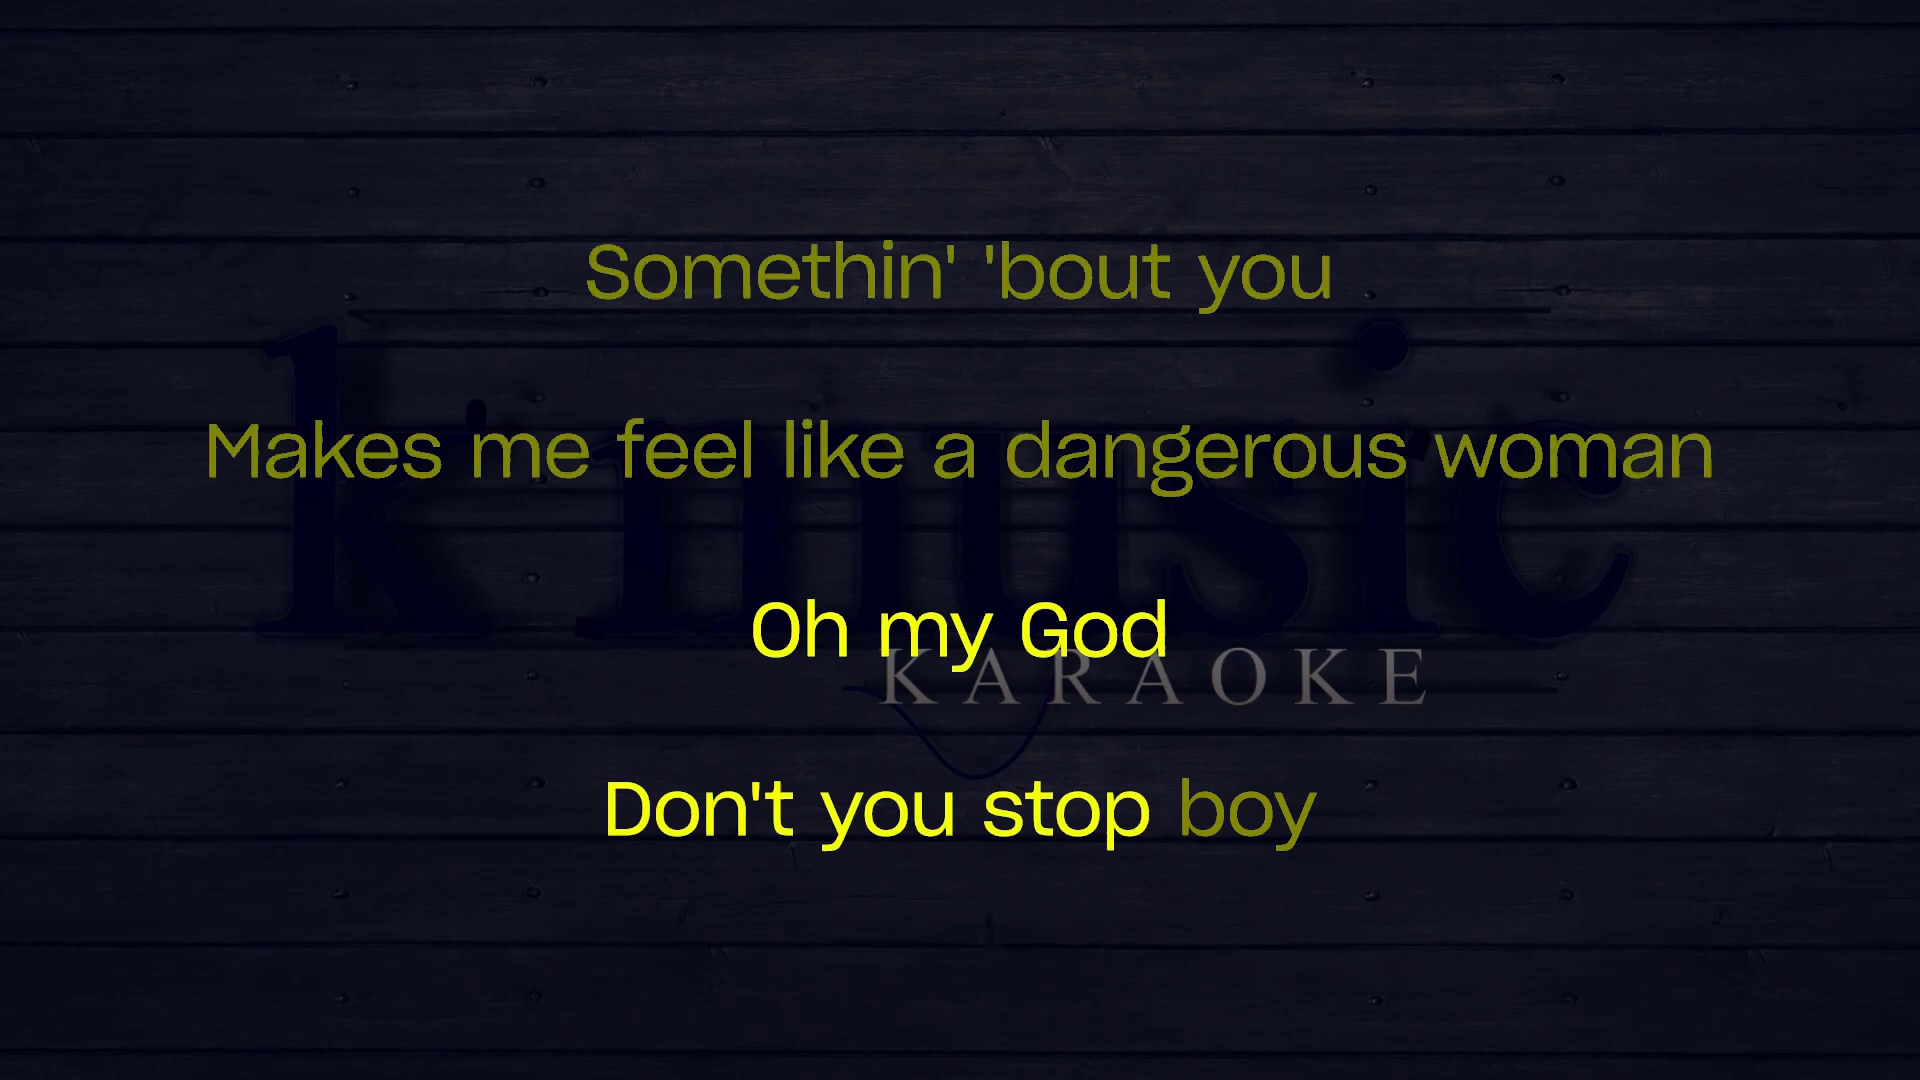 Somethin' 'bout you
Makes me feel like a dangerous woman
k'music
Oh my God
KARAOKE
Don't you stop boy